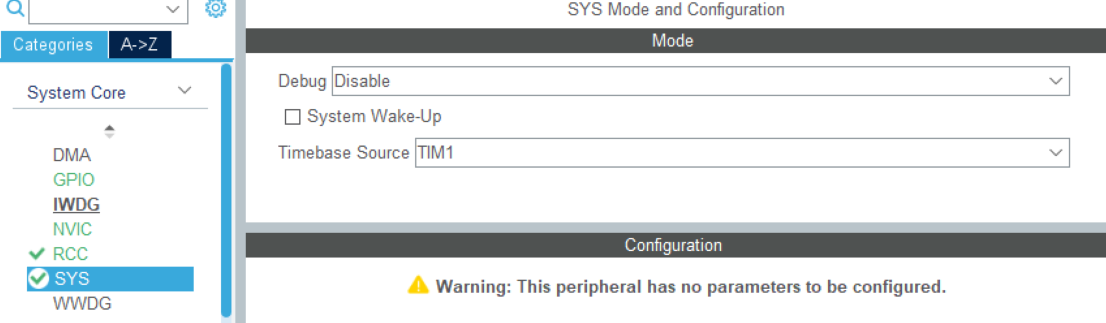 SYS Mode and Configuration
Categories A->Z
Mode
System Core
Debug Disable
System Wake-Up
Timebase Source TIM1
DMA
GPIO
IWDG
NVIC
RCC
SYS
WWDG
Configuration
Warning: This peripheral has no parameters to be configured.